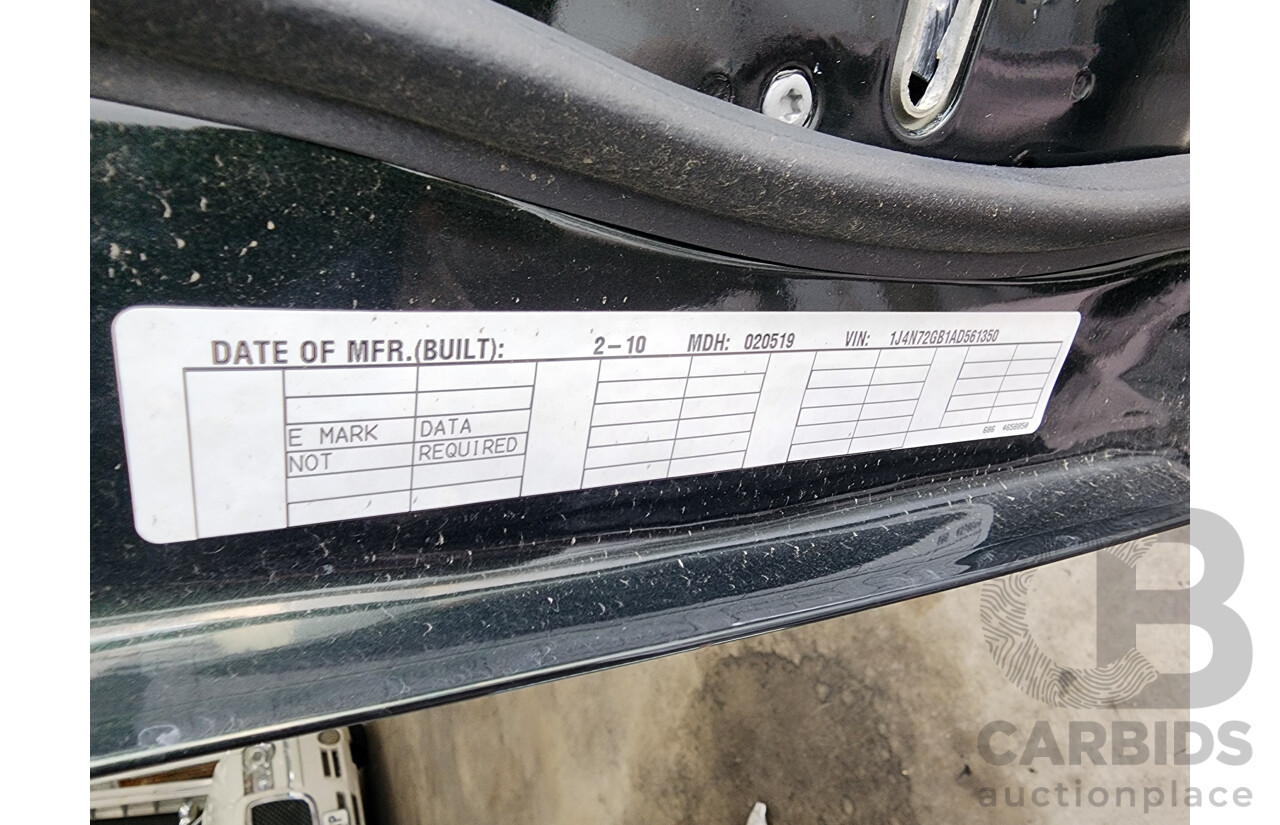 DATE OF MFR.(BUILT): 2-10 MDH: 020519 VIN: 1J4N72GB1AD561350
E MARK DATA
NOT REQUIRED
CARBIDS
auctionplace